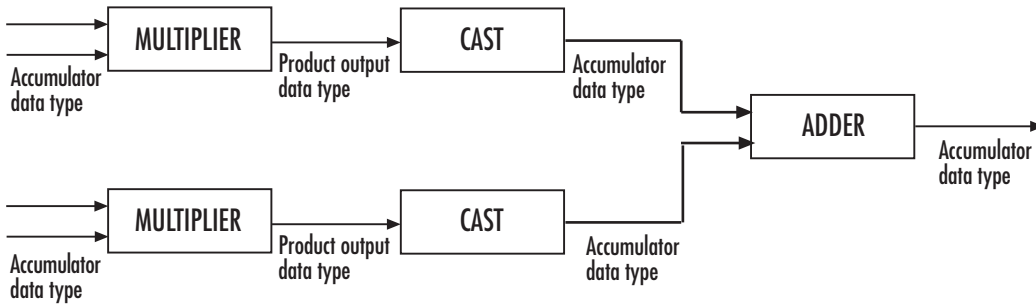 MULTIPLIER
CAST
Accumulator
data type
Product output
data type
Accumulator
data type
ADDER
Accumulator
data type
MULTIPLIER
CAST
Accumulator
data type
Product output
data type
Accumulator
data type